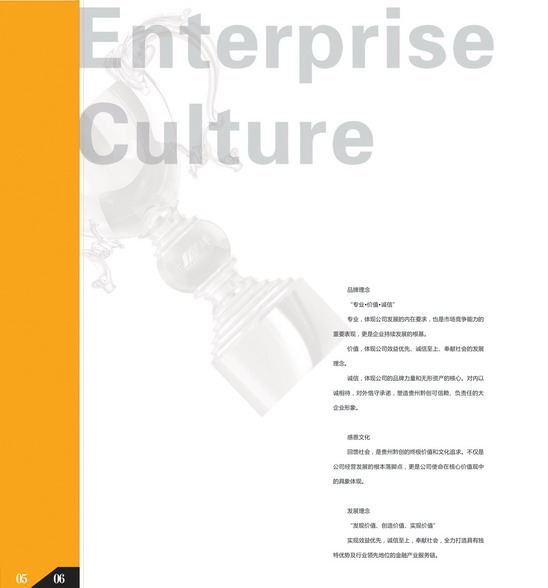 Enterprise
Culture
品牌理念
“专业•价值•诚信”
专业，体现公司发展的内在要求，也是市场竞争能力的
重要表现，更是企业持续发展的根基。
价值，体现公司效益优先、诚信至上、奉献社会的发展
理念。
诚信，体现公司的品牌力量和无形资产的核心。对内以
诚相待，对外恪守承诺，塑造贵州黔创可信赖、负责任的大
企业形象。
感恩文化
回馈社会，是贵州黔创的终极价值和文化追求。不仅是
公司经营发展的根本落脚点，更是公司使命在核心价值观中
的具象体现。
发展理念
“发现价值、创造价值、实现价值”
实现效益优先，诚信至上，奉献社会，全力打造具有独
特优势及行业领先地位的金融产业服务链。
05
06